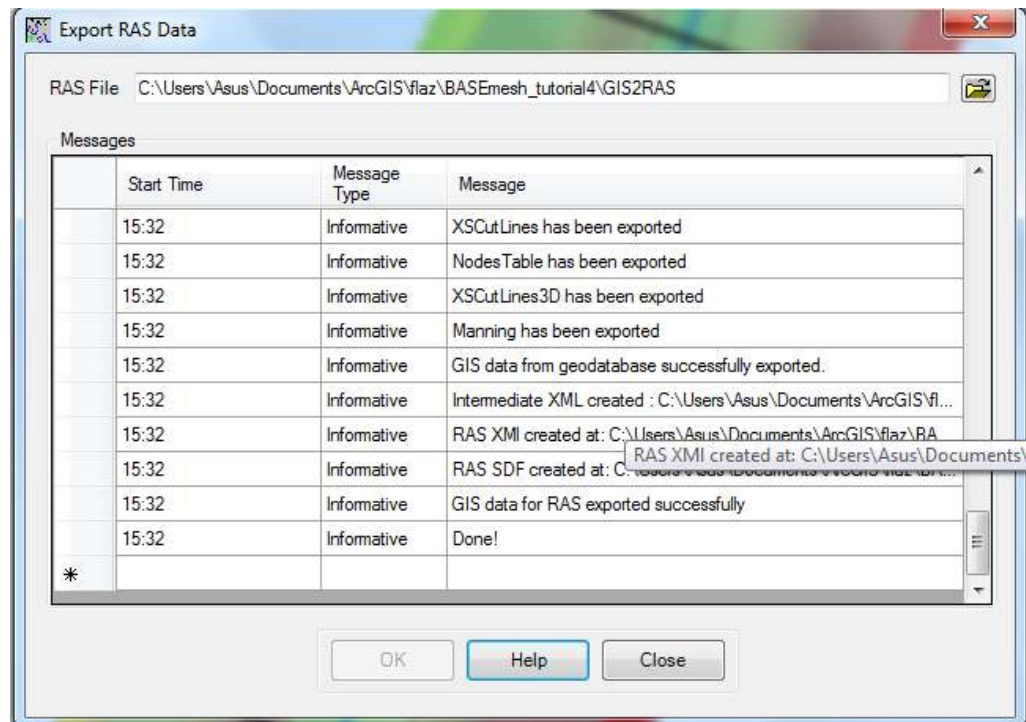 Export RAS Data
RAS File C:\Users\Asus\Documents\ArcGIS\flaz\BASEmesh_tutorial4\GIS2RAS
Messages
Start Time Message Type Message
15:32 Informative XSCutLines has been exported
15:32 Informative NodesTable has been exported
15:32 Informative XSCutLines3D has been exported
15:32 Informative Manning has been exported
15:32 Informative GIS data from geodatabase successfully exported.
15:32 Informative Intermediate XML created : C:\Users\Asus\Documents\ArcGIS\fl...
15:32 Informative RAS XMl created at: C:\Users\Asus\Documents\ArcGIS\flaz\BA
RAS XMl created at: C:\Users\Asus\Documents\
15:32 Informative RAS SDF created at: C:
15:32 Informative GIS data for RAS exported successfully
15:32 Informative Done!
*
OK Help Close